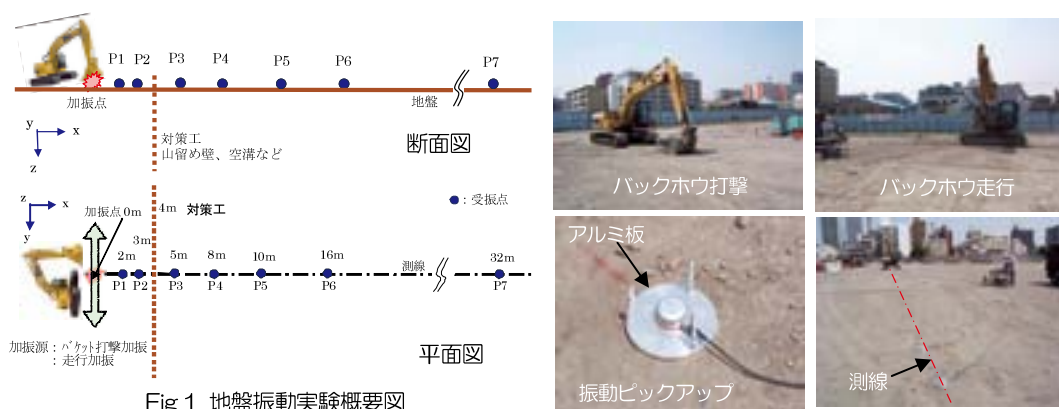 P1 P2 P3 P4 P5 P6 P7
加振点
地盤
y x
z
対策工
山留め壁、空溝など
断面図
z x
y
加振点0m
4m 対策工
●:受振点
2m 3m 5m 8m 10m 16m 測線 32m
P1 P2 P3 P4 P5 P6 P7
加振源:バケット打撃加振
:走行加振
平面図
Fig.1 地盤振動実験概要図
バックホウ打撃
バックホウ走行
アルミ板
振動ピックアップ
測線